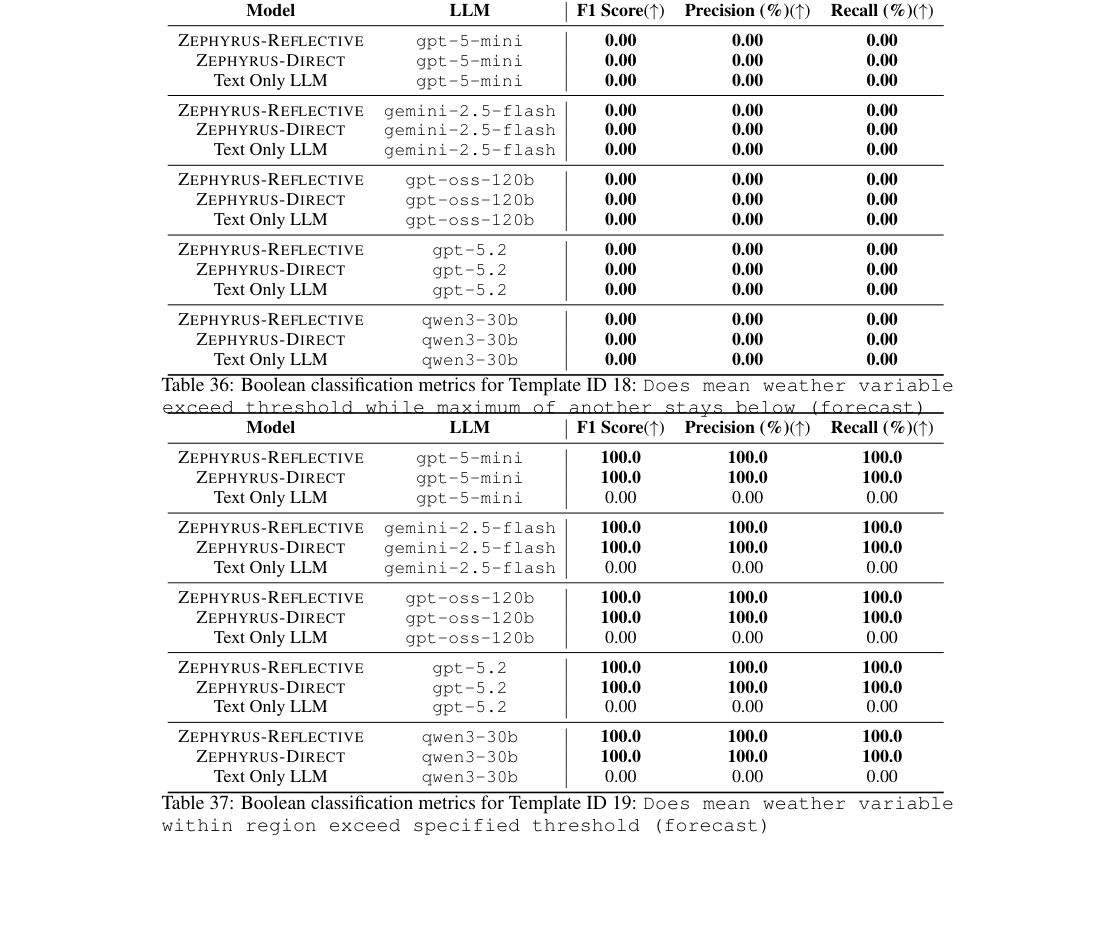 Model LLM F1 Score(↑) Precision (%)(↑) Recall (%)(↑)
ZEPHYRUS-REFLECTIVE gpt-5-mini 0.00 0.00 0.00
ZEPHYRUS-DIRECT gpt-5-mini 0.00 0.00 0.00
Text Only LLM gpt-5-mini 0.00 0.00 0.00
ZEPHYRUS-REFLECTIVE gemini-2.5-flash 0.00 0.00 0.00
ZEPHYRUS-DIRECT gemini-2.5-flash 0.00 0.00 0.00
Text Only LLM gemini-2.5-flash 0.00 0.00 0.00
ZEPHYRUS-REFLECTIVE gpt-oss-120b 0.00 0.00 0.00
ZEPHYRUS-DIRECT gpt-oss-120b 0.00 0.00 0.00
Text Only LLM gpt-oss-120b 0.00 0.00 0.00
ZEPHYRUS-REFLECTIVE gpt-5.2 0.00 0.00 0.00
ZEPHYRUS-DIRECT gpt-5.2 0.00 0.00 0.00
Text Only LLM gpt-5.2 0.00 0.00 0.00
ZEPHYRUS-REFLECTIVE qwen3-30b 0.00 0.00 0.00
ZEPHYRUS-DIRECT qwen3-30b 0.00 0.00 0.00
Text Only LLM qwen3-30b 0.00 0.00 0.00
Table 36: Boolean classification metrics for Template ID 18: Does mean weather variable
exceed threshold while maximum of another stays below (forecast)
Model LLM F1 Score(↑) Precision (%)(↑) Recall (%)(↑)
ZEPHYRUS-REFLECTIVE gpt-5-mini 100.0 100.0 100.0
ZEPHYRUS-DIRECT gpt-5-mini 100.0 100.0 100.0
Text Only LLM gpt-5-mini 0.00 0.00 0.00
ZEPHYRUS-REFLECTIVE gemini-2.5-flash 100.0 100.0 100.0
ZEPHYRUS-DIRECT gemini-2.5-flash 100.0 100.0 100.0
Text Only LLM gemini-2.5-flash 0.00 0.00 0.00
ZEPHYRUS-REFLECTIVE gpt-oss-120b 100.0 100.0 100.0
ZEPHYRUS-DIRECT gpt-oss-120b 100.0 100.0 100.0
Text Only LLM gpt-oss-120b 0.00 0.00 0.00
ZEPHYRUS-REFLECTIVE gpt-5.2 100.0 100.0 100.0
ZEPHYRUS-DIRECT gpt-5.2 100.0 100.0 100.0
Text Only LLM gpt-5.2 0.00 0.00 0.00
ZEPHYRUS-REFLECTIVE qwen3-30b 100.0 100.0 100.0
ZEPHYRUS-DIRECT qwen3-30b 100.0 100.0 100.0
Text Only LLM qwen3-30b 0.00 0.00 0.00
Table 37: Boolean classification metrics for Template ID 19: Does mean weather variable
within region exceed specified threshold (forecast)